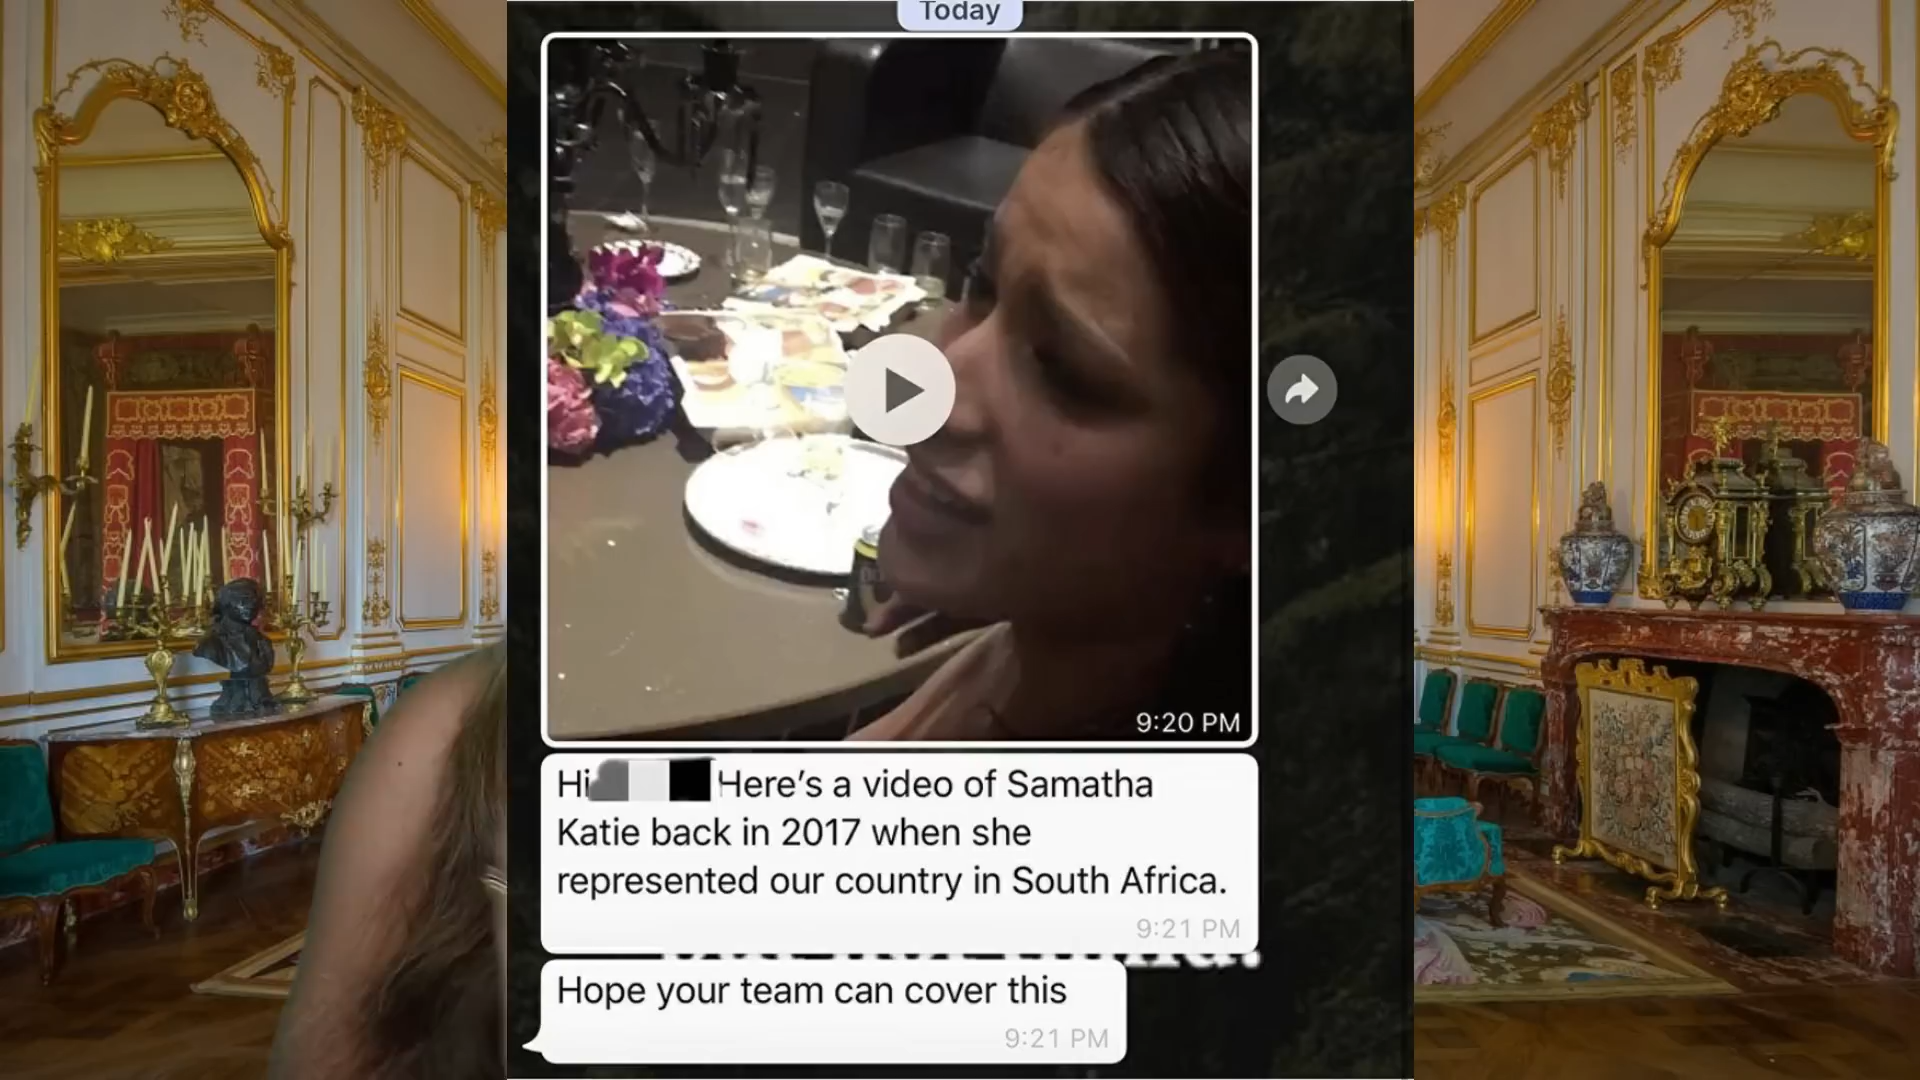 Today
9:20 PM
Hi Here's a video of Samatha
Katie back in 2017 when she
represented our country in South Africa.
9:21 PM
Hope your team can cover this
9:21 PM